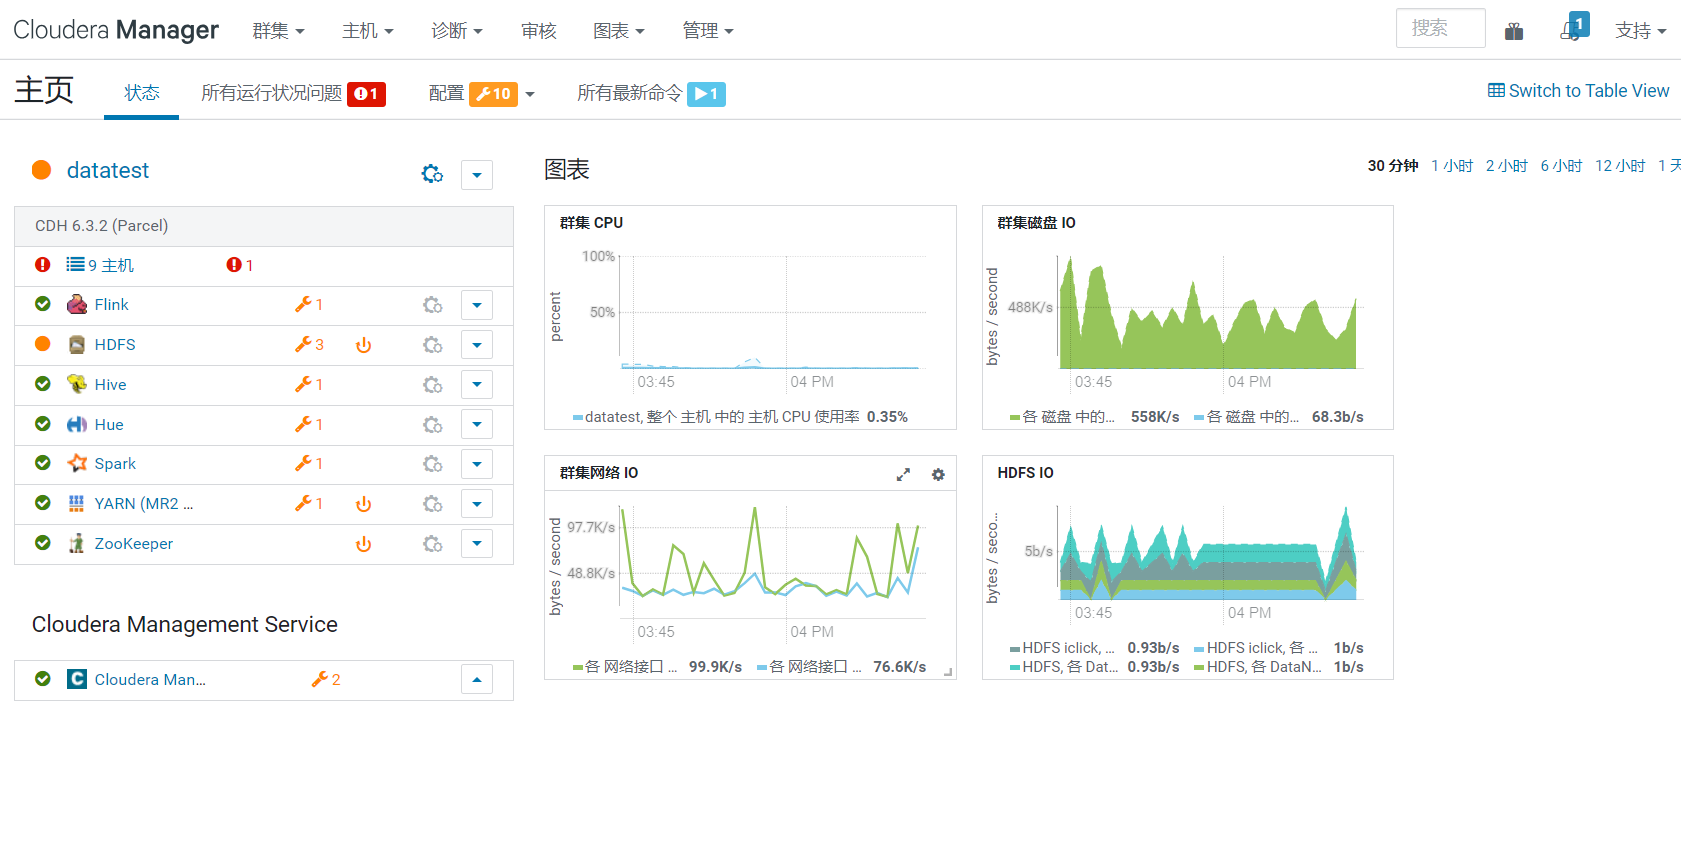 Cloudera Manager 群集 主机 诊断 审核 图表 管理 搜索 1 支持
主页 状态 所有运行状况问题 1 配置 10 所有最新命令 1 Switch to Table View
datatest
CDH 6.3.2 (Parcel)
9 主机 1
Flink 1
HDFS 3
Hive 1
Hue 1
Spark 1
YARN (MR2 ... 1
ZooKeeper
Cloudera Management Service
Cloudera Man... 2
图表 30 分钟 1 小时 2 小时 6 小时 12 小时 1 天
群集 CPU
percent
100%
50%
03:45 04 PM
datatest, 整个 主机 中的 主机 CPU 使用率 0.35%
群集磁盘 IO
bytes / second
488K/s
03:45 04 PM
各 磁盘 中的... 558K/s 各 磁盘 中的... 68.3b/s
群集网络 IO
bytes / second
97.7K/s
48.8K/s
03:45 04 PM
各 网络接口 ... 99.9K/s 各 网络接口 ... 76.6K/s
HDFS IO
bytes / seco...
5b/s
03:45 04 PM
HDFS iclick, ... 0.93b/s HDFS iclick, 各 ... 1b/s
HDFS, 各 Dat... 0.93b/s HDFS, 各 DataN... 1b/s